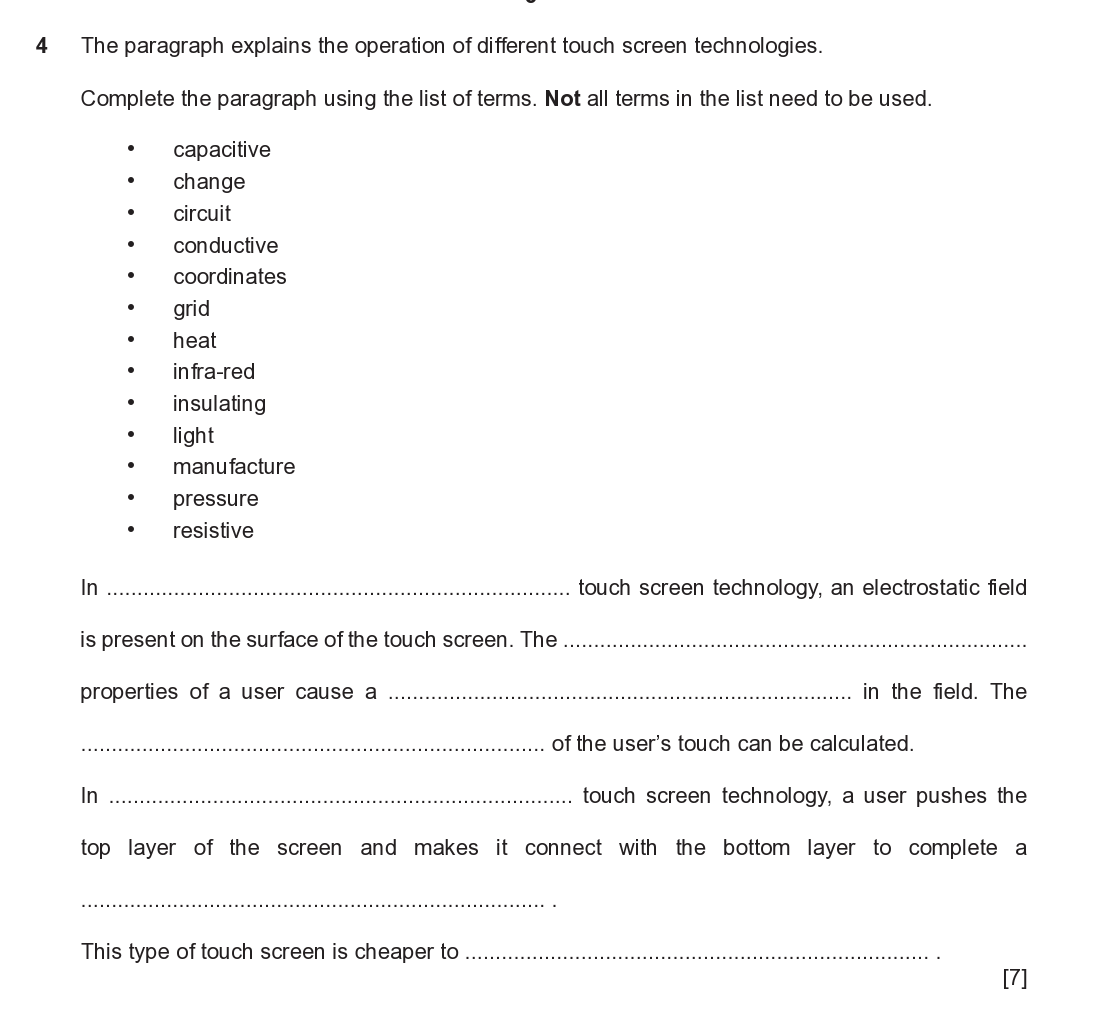 4 The paragraph explains the operation of different touch screen technologies.
Complete the paragraph using the list of terms. Not all terms in the list need to be used.
• capacitive
• change
• circuit
• conductive
• coordinates
• grid
• heat
• infra-red
• insulating
• light
• manufacture
• pressure
• resistive
In ........................................................................... touch screen technology, an electrostatic field
is present on the surface of the touch screen. The ...........................................................................
properties of a user cause a ........................................................................... in the field. The
........................................................................... of the user's touch can be calculated.
In ........................................................................... touch screen technology, a user pushes the
top layer of the screen and makes it connect with the bottom layer to complete a
........................................................................... .
This type of touch screen is cheaper to ........................................................................... .
[7]